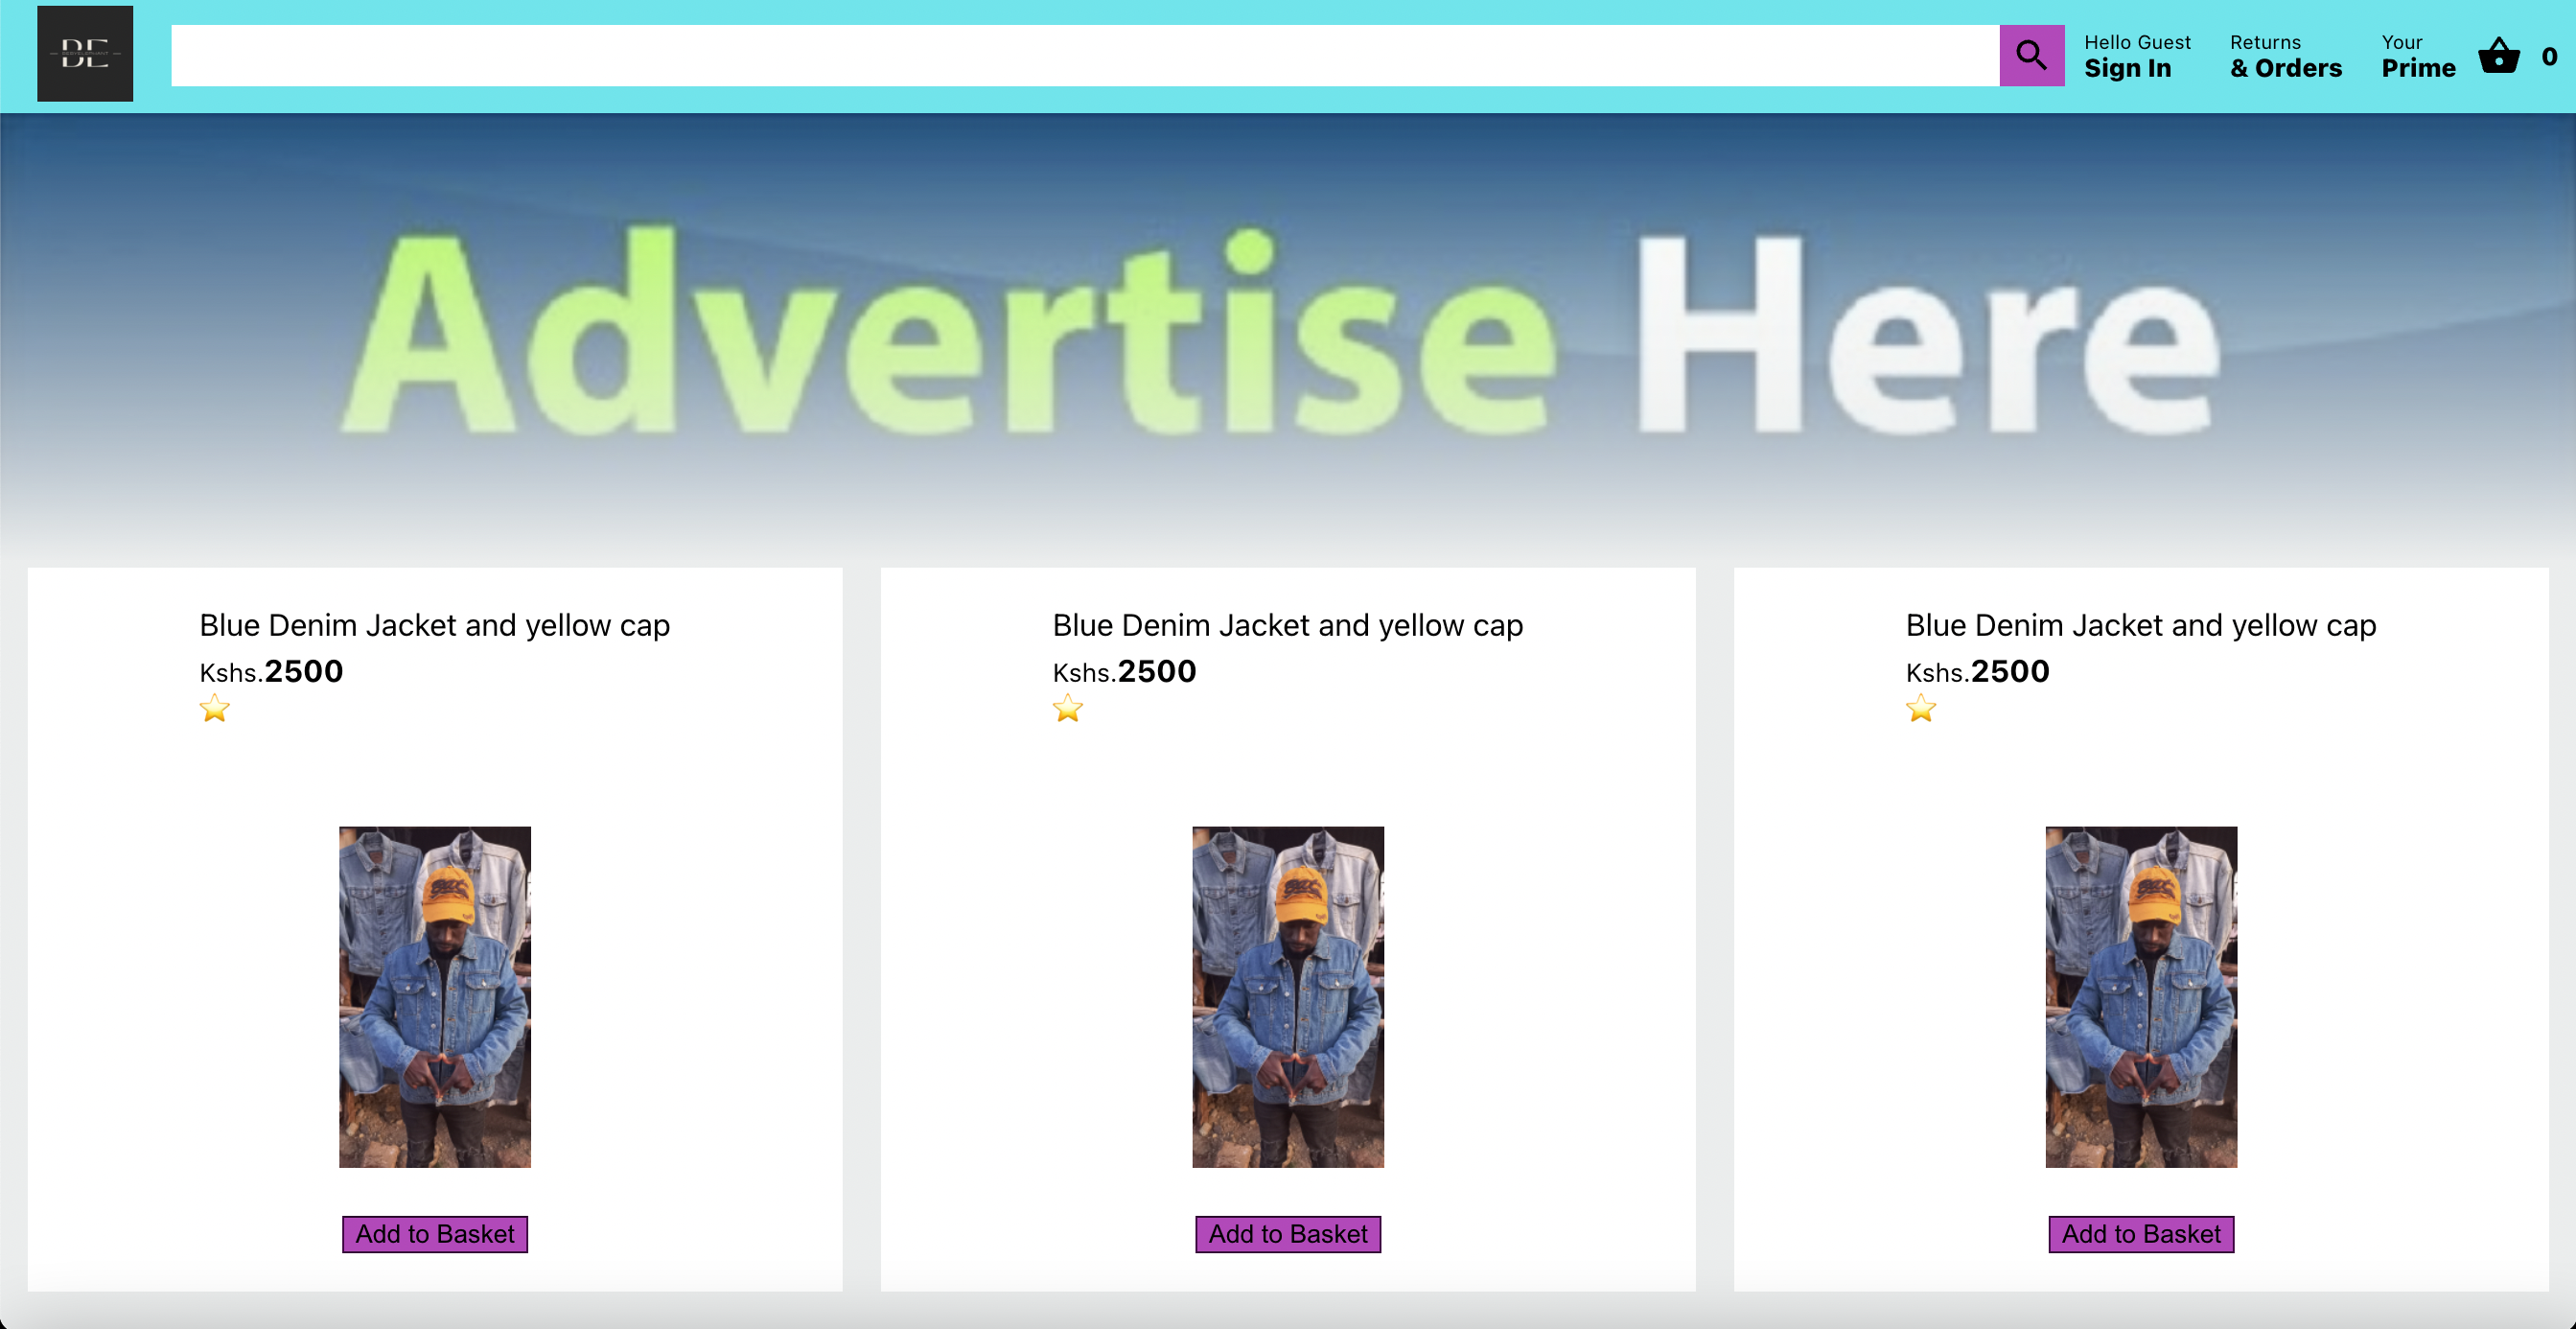 BE
Hello Guest
Sign In
Returns
& Orders
Your
Prime
0
Advertise Here
Blue Denim Jacket and yellow cap
Kshs.2500
Add to Basket
Blue Denim Jacket and yellow cap
Kshs.2500
Add to Basket
Blue Denim Jacket and yellow cap
Kshs.2500
Add to Basket